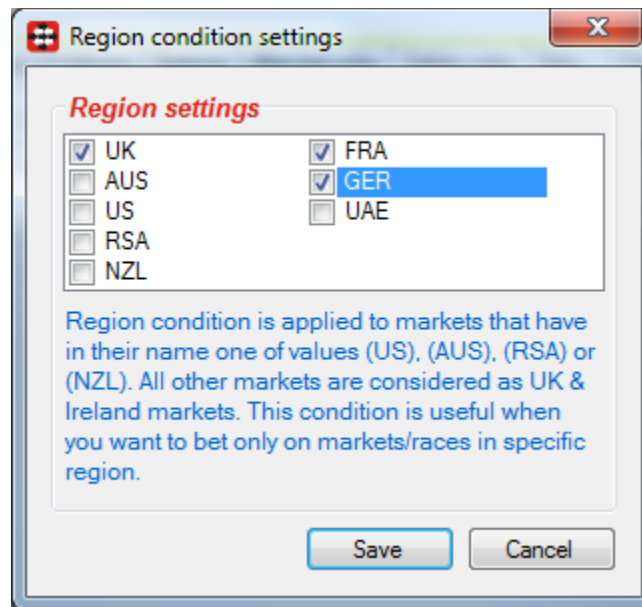 Region condition settings
Region settings
UK
AUS
US
RSA
NZL
FRA
GER
UAE
Region condition is applied to markets that have
in their name one of values (US), (AUS), (RSA) or
(NZL). All other markets are considered as UK &
Ireland markets. This condition is useful when
you want to bet only on markets/races in specific
region.
Save
Cancel